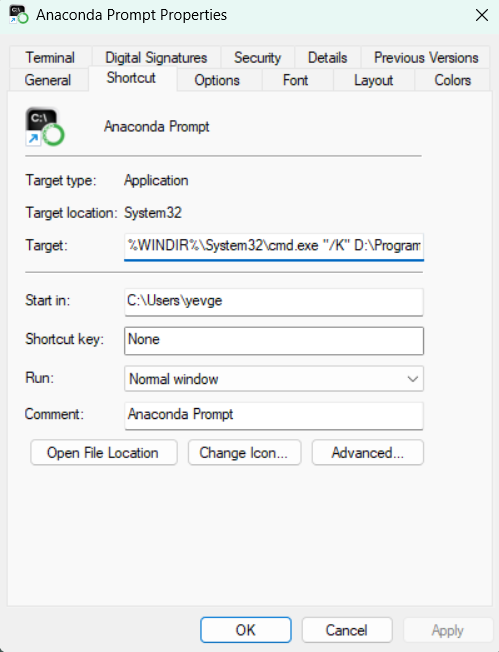 Anaconda Prompt Properties
Terminal Digital Signatures Security Details Previous Versions
General Shortcut Options Font Layout Colors
C:\
Anaconda Prompt
Target type: Application
Target location: System32
Target: %WINDIR%\System32\cmd.exe "/K" D:\Program
Start in: C:\Users\yevge
Shortcut key: None
Run: Normal window
Comment: Anaconda Prompt
Open File Location Change Icon... Advanced...
OK Cancel Apply